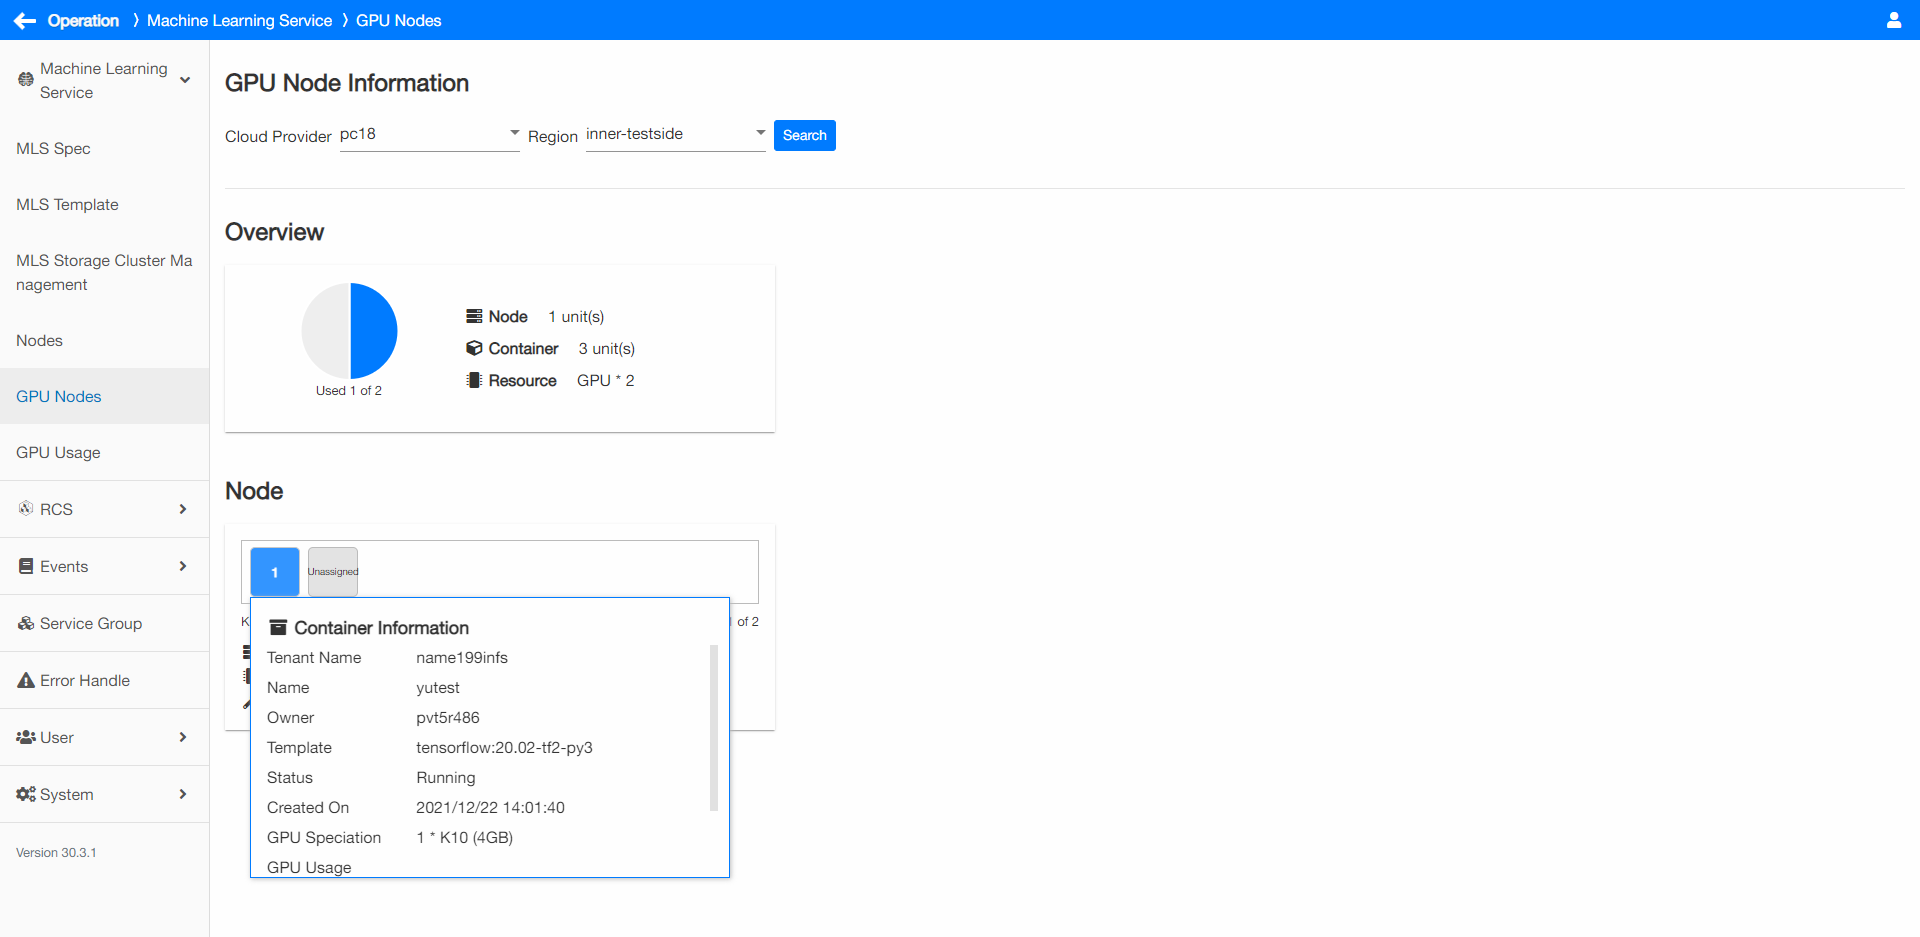 Operation 〉 Machine Learning Service 〉 GPU Nodes
Machine Learning
Service
MLS Spec
MLS Template
MLS Storage Cluster Ma
nagement
Nodes
GPU Nodes
GPU Usage
RCS
Events
Service Group
Error Handle
User
System
Version 30.3.1
GPU Node Information
Cloud Provider pc18 Region inner-testside Search
Overview
Used 1 of 2
Node 1 unit(s)
Container 3 unit(s)
Resource GPU * 2
Node
1 Unassigned
K of 2
Container Information
Tenant Name name199infs
Name yutest
Owner pvt5r486
Template tensorflow:20.02-tf2-py3
Status Running
Created On 2021/12/22 14:01:40
GPU Speciation 1 * K10 (4GB)
GPU Usage